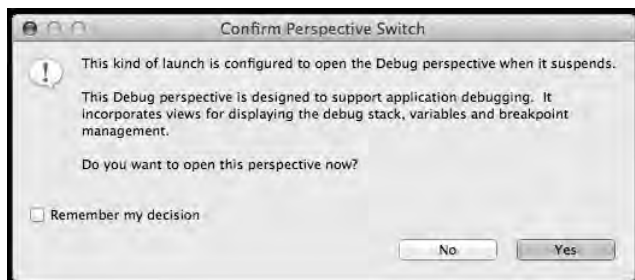 Confirm Perspective Switch
This kind of launch is configured to open the Debug perspective when it suspends.
This Debug perspective is designed to support application debugging. It
incorporates views for displaying the debug stack, variables and breakpoint
management.
Do you want to open this perspective now?
Remember my decision
No Yes